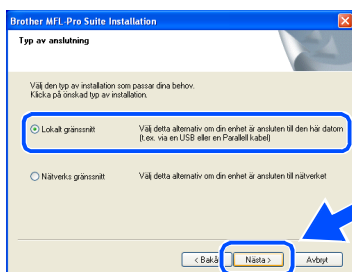 Brother MFL-Pro Suite Installation
Typ av anslutning
Välj den typ av installation som passar dina behov.
Klicka på önskad typ av installation.
Lokalt gränssnitt
Välj detta alternativ om din enhet är ansluten till den här datorn
(t.ex. via en USB eller en Parallell kabel)
Nätverks gränssnitt
Välj detta alternativ om din enhet är ansluten till nätverket
< Bakå
Nästa >
Avbryt